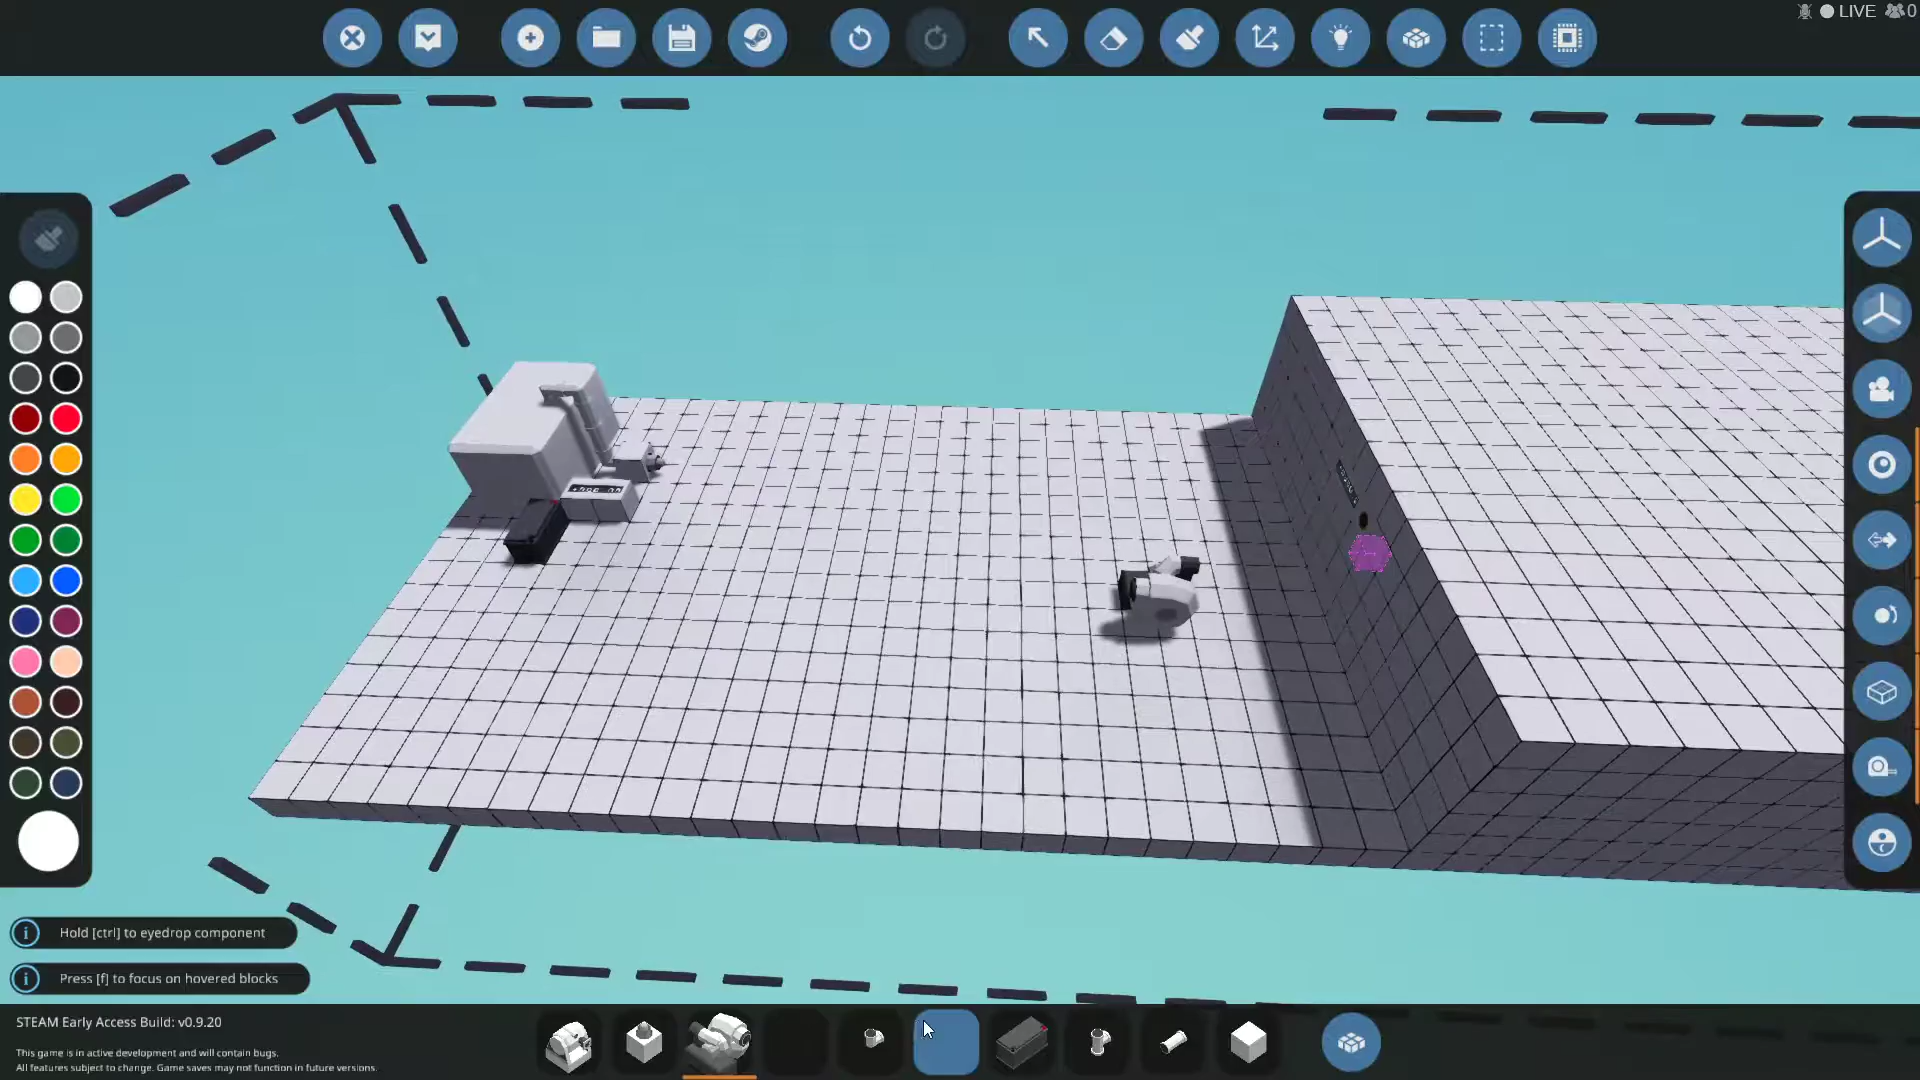 LIVE 0
Hold [ctrl] to eyedrop component
Press [f] to focus on hovered blocks
STEAM Early Access Build: v0.9.20
This game is in active development and will contain bugs.
All features subject to change. Game saves may not function in future versions.